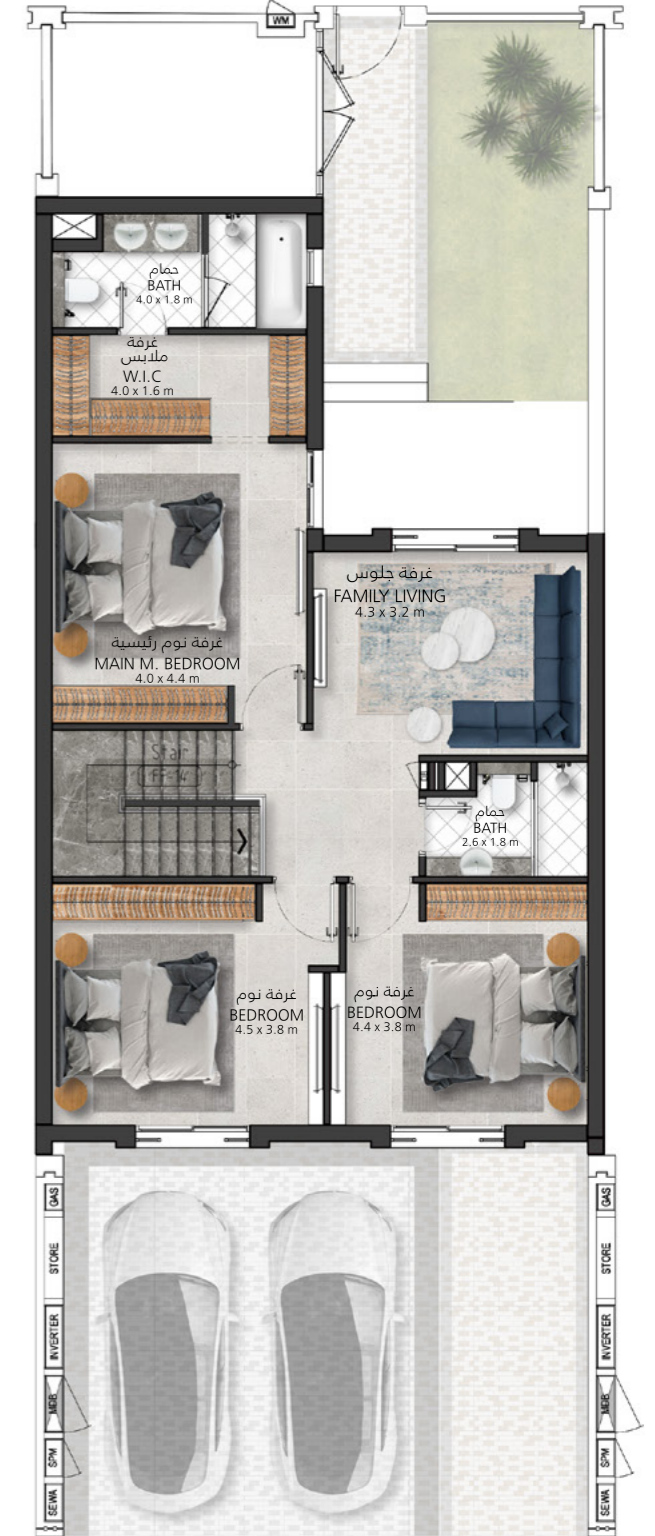 WM
حمام
BATH
4.0 x 1.8 m
غرفة
ملابس
W.I.C
4.0 x 1.6 m
غرفة جلوس
FAMILY LIVING
4.3 x 3.2 m
غرفة نوم رئيسية
MAIN M. BEDROOM
4.0 x 4.4 m
Stair
حمام
BATH
2.6 x 1.8 m
غرفة نوم
BEDROOM
4.5 x 3.8 m
غرفة نوم
BEDROOM
4.4 x 3.8 m
GAS
STORE
INVERTER
MDB
SPM
SEWA
GAS
STORE
INVERTER
MDB
SPM
SEWA